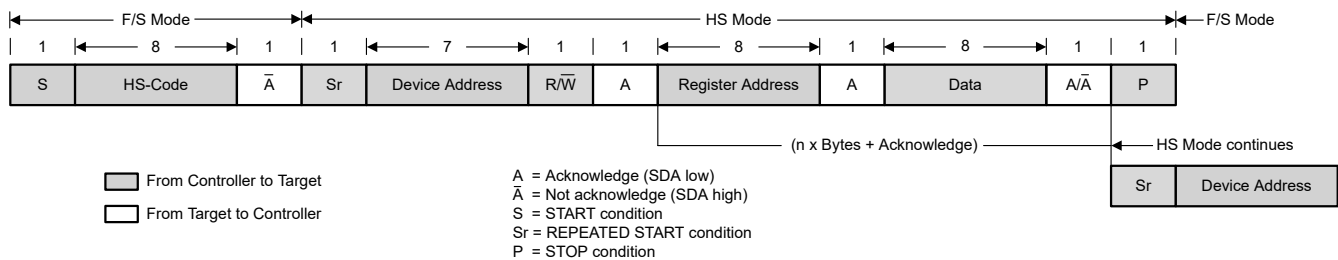 F/S Mode HS Mode F/S Mode
1 8 1 1 7 1 1 8 1 8 1 1
S HS-Code A̅ Sr Device Address R/W̅ A Register Address A Data A/A̅ P
(n x Bytes + Acknowledge) HS Mode continues
Sr Device Address
From Controller to Target
From Target to Controller
A = Acknowledge (SDA low)
A̅ = Not acknowledge (SDA high)
S = START condition
Sr = REPEATED START condition
P = STOP condition